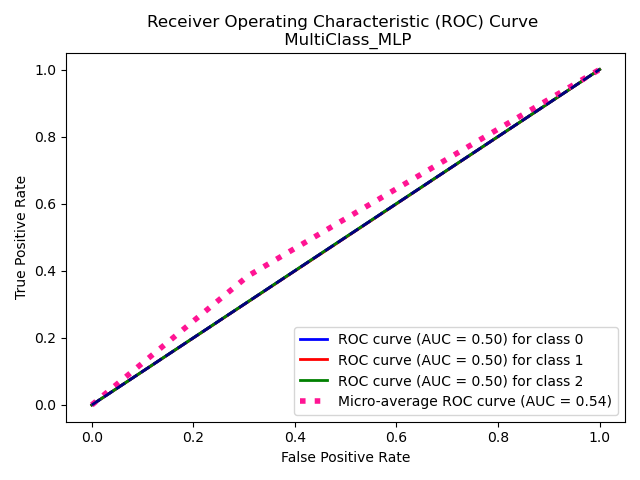 Receiver Operating Characteristic (ROC) Curve
MultiClass_MLP
1.0
0.8
0.6
0.4
0.2
0.0
True Positive Rate
ROC curve (AUC = 0.50) for class 0
ROC curve (AUC = 0.50) for class 1
ROC curve (AUC = 0.50) for class 2
Micro-average ROC curve (AUC = 0.54)
0.0 0.2 0.4 0.6 0.8 1.0
False Positive Rate